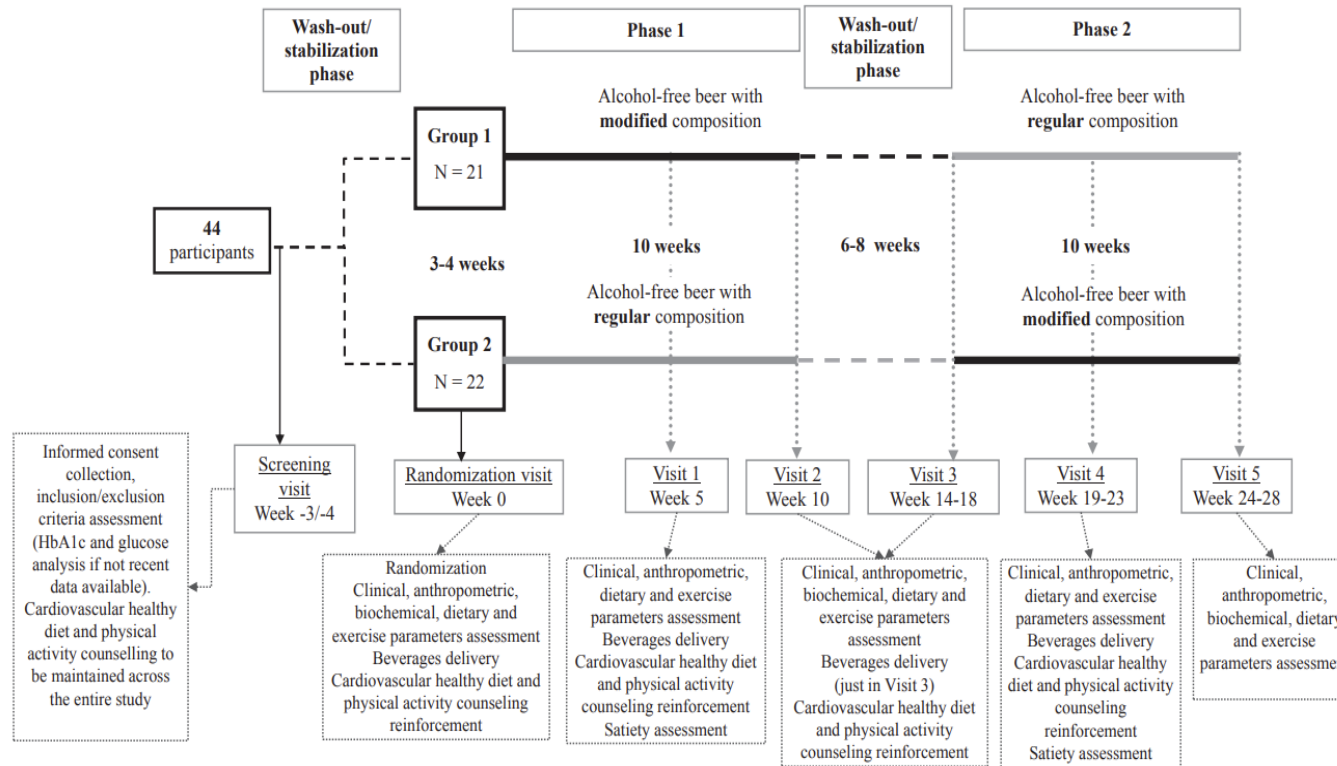 Wash-out/
stabilization
phase
Phase 1
Wash-out/
stabilization
phase
Phase 2
Alcohol-free beer with
modified composition
Alcohol-free beer with
regular composition
Group 1
N = 21
44
participants
3-4 weeks
10 weeks
6-8 weeks
10 weeks
Alcohol-free beer with
regular composition
Alcohol-free beer with
modified composition
Group 2
N = 22
Informed consent
collection,
inclusion/exclusion
criteria assessment
(HbA1c and glucose
analysis if not recent
data available).
Cardiovascular healthy
diet and physical
activity counselling to
be maintained across
the entire study
Screening
visit
Week -3/-4
Randomization visit
Week 0
Visit 1
Week 5
Visit 2
Week 10
Visit 3
Week 14-18
Visit 4
Week 19-23
Visit 5
Week 24-28
Randomization
Clinical, anthropometric,
biochemical, dietary and
exercise parameters assessment
Beverages delivery
Cardiovascular healthy diet and
physical activity counseling
reinforcement
Clinical, anthropometric,
dietary and exercise
parameters assessment
Beverages delivery
Cardiovascular healthy diet
and physical activity
counseling reinforcement
Satiety assessment
Clinical, anthropometric,
biochemical, dietary and
exercise parameters
assessment
Beverages delivery
(just in Visit 3)
Cardiovascular healthy diet
and physical activity
counseling reinforcement
Clinical, anthropometric,
dietary and exercise
parameters assessment
Beverages delivery
Cardiovascular healthy
diet and physical activity
counseling
reinforcement
Satiety assessment
Clinical,
anthropometric,
biochemical, dietary
and exercise
parameters assessmen